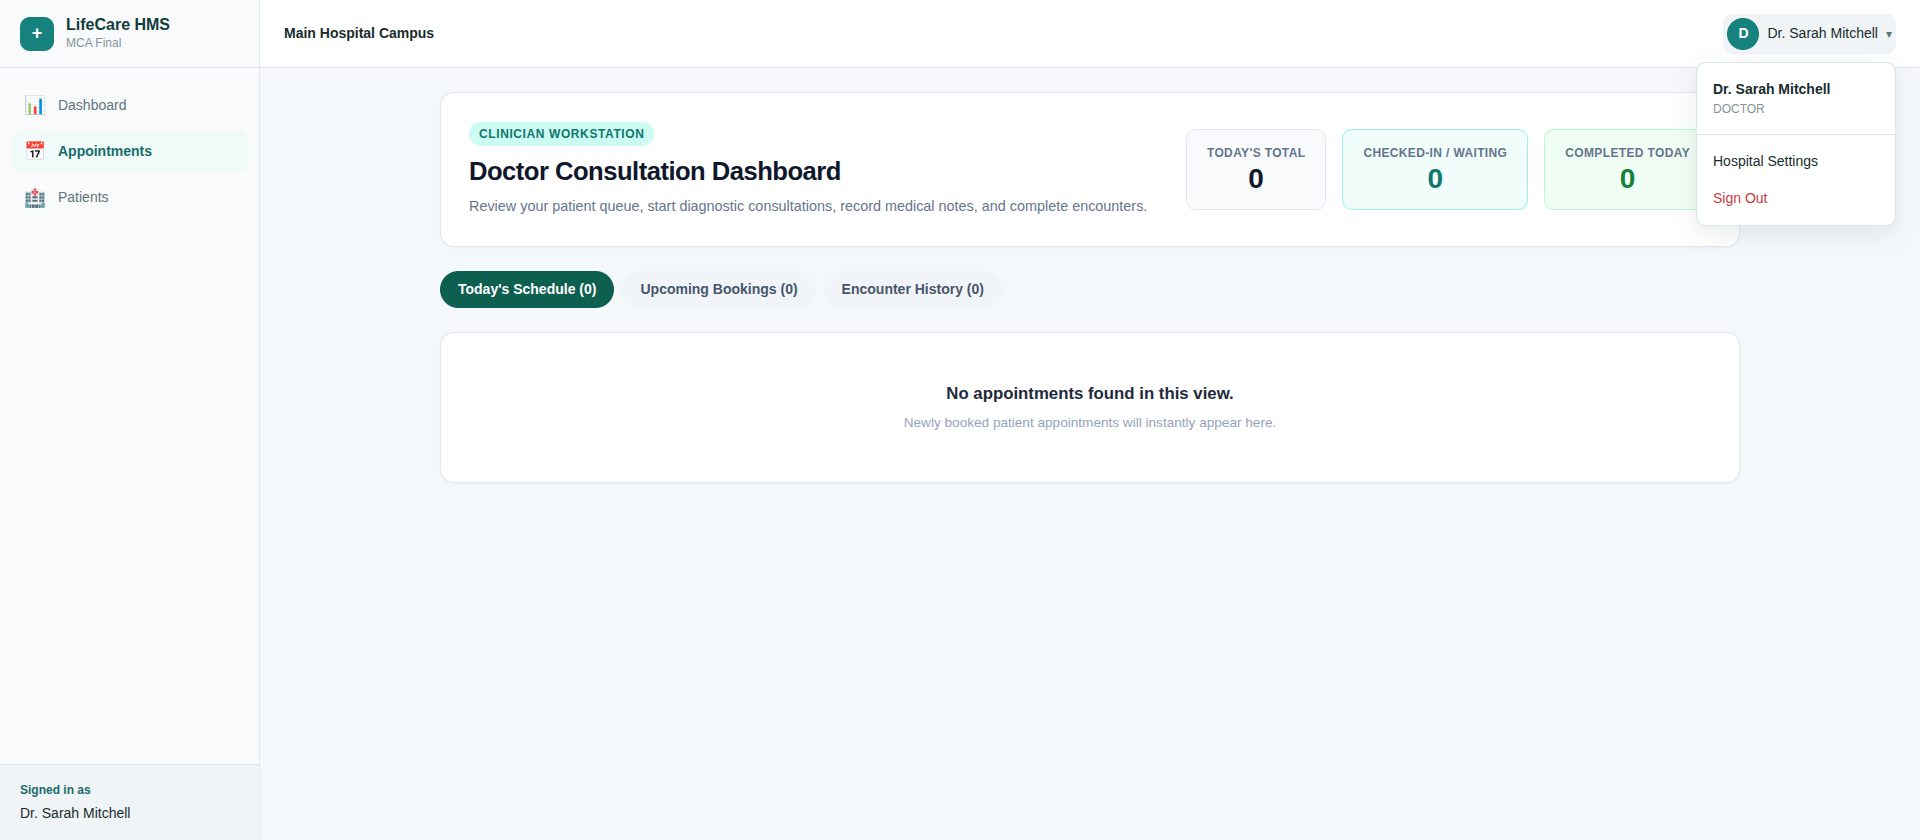 +
LifeCare HMS
MCA Final
Main Hospital Campus
D
Dr. Sarah Mitchell ▾
Dashboard
Appointments
Patients
Dr. Sarah Mitchell
DOCTOR
Hospital Settings
Sign Out
CLINICIAN WORKSTATION
Doctor Consultation Dashboard
Review your patient queue, start diagnostic consultations, record medical notes, and complete encounters.
TODAY'S TOTAL
0
CHECKED-IN / WAITING
0
COMPLETED TODAY
0
Today's Schedule (0)
Upcoming Bookings (0)
Encounter History (0)
No appointments found in this view.
Newly booked patient appointments will instantly appear here.
Signed in as
Dr. Sarah Mitchell